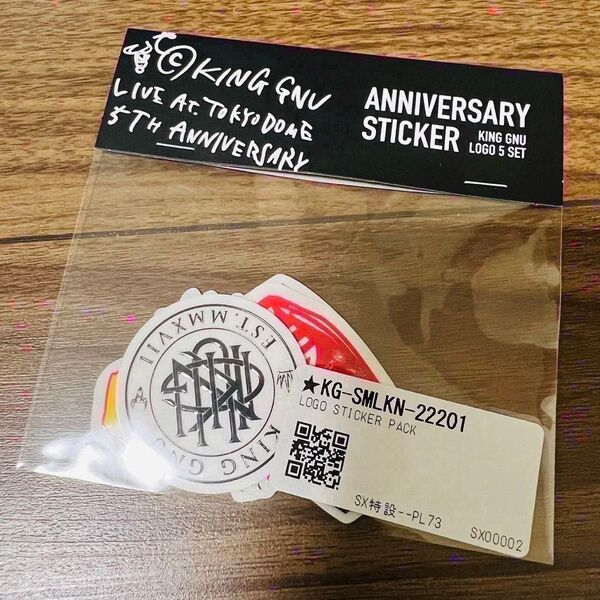 ©KING GNU
LIVE AT TOKYO DOME
5TH ANNIVERSARY
ANNIVERSARY
STICKER KING GNU
LOGO 5 SET
EST. MMXVII
KING GNU
★KG-SMLKN-22201
LOGO STICKER PACK
SX特設--PL73
SX00002